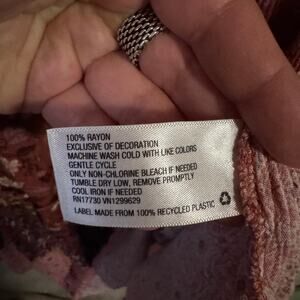 100% RAYON
EXCLUSIVE OF DECORATION
MACHINE WASH COLD WITH LIKE COLORS
GENTLE CYCLE
ONLY NON-CHLORINE BLEACH IF NEEDED
TUMBLE DRY LOW, REMOVE PROMPTLY
COOL IRON IF NEEDED
RN17730 VN1299629
LABEL MADE FROM 100% RECYCLED PLASTIC